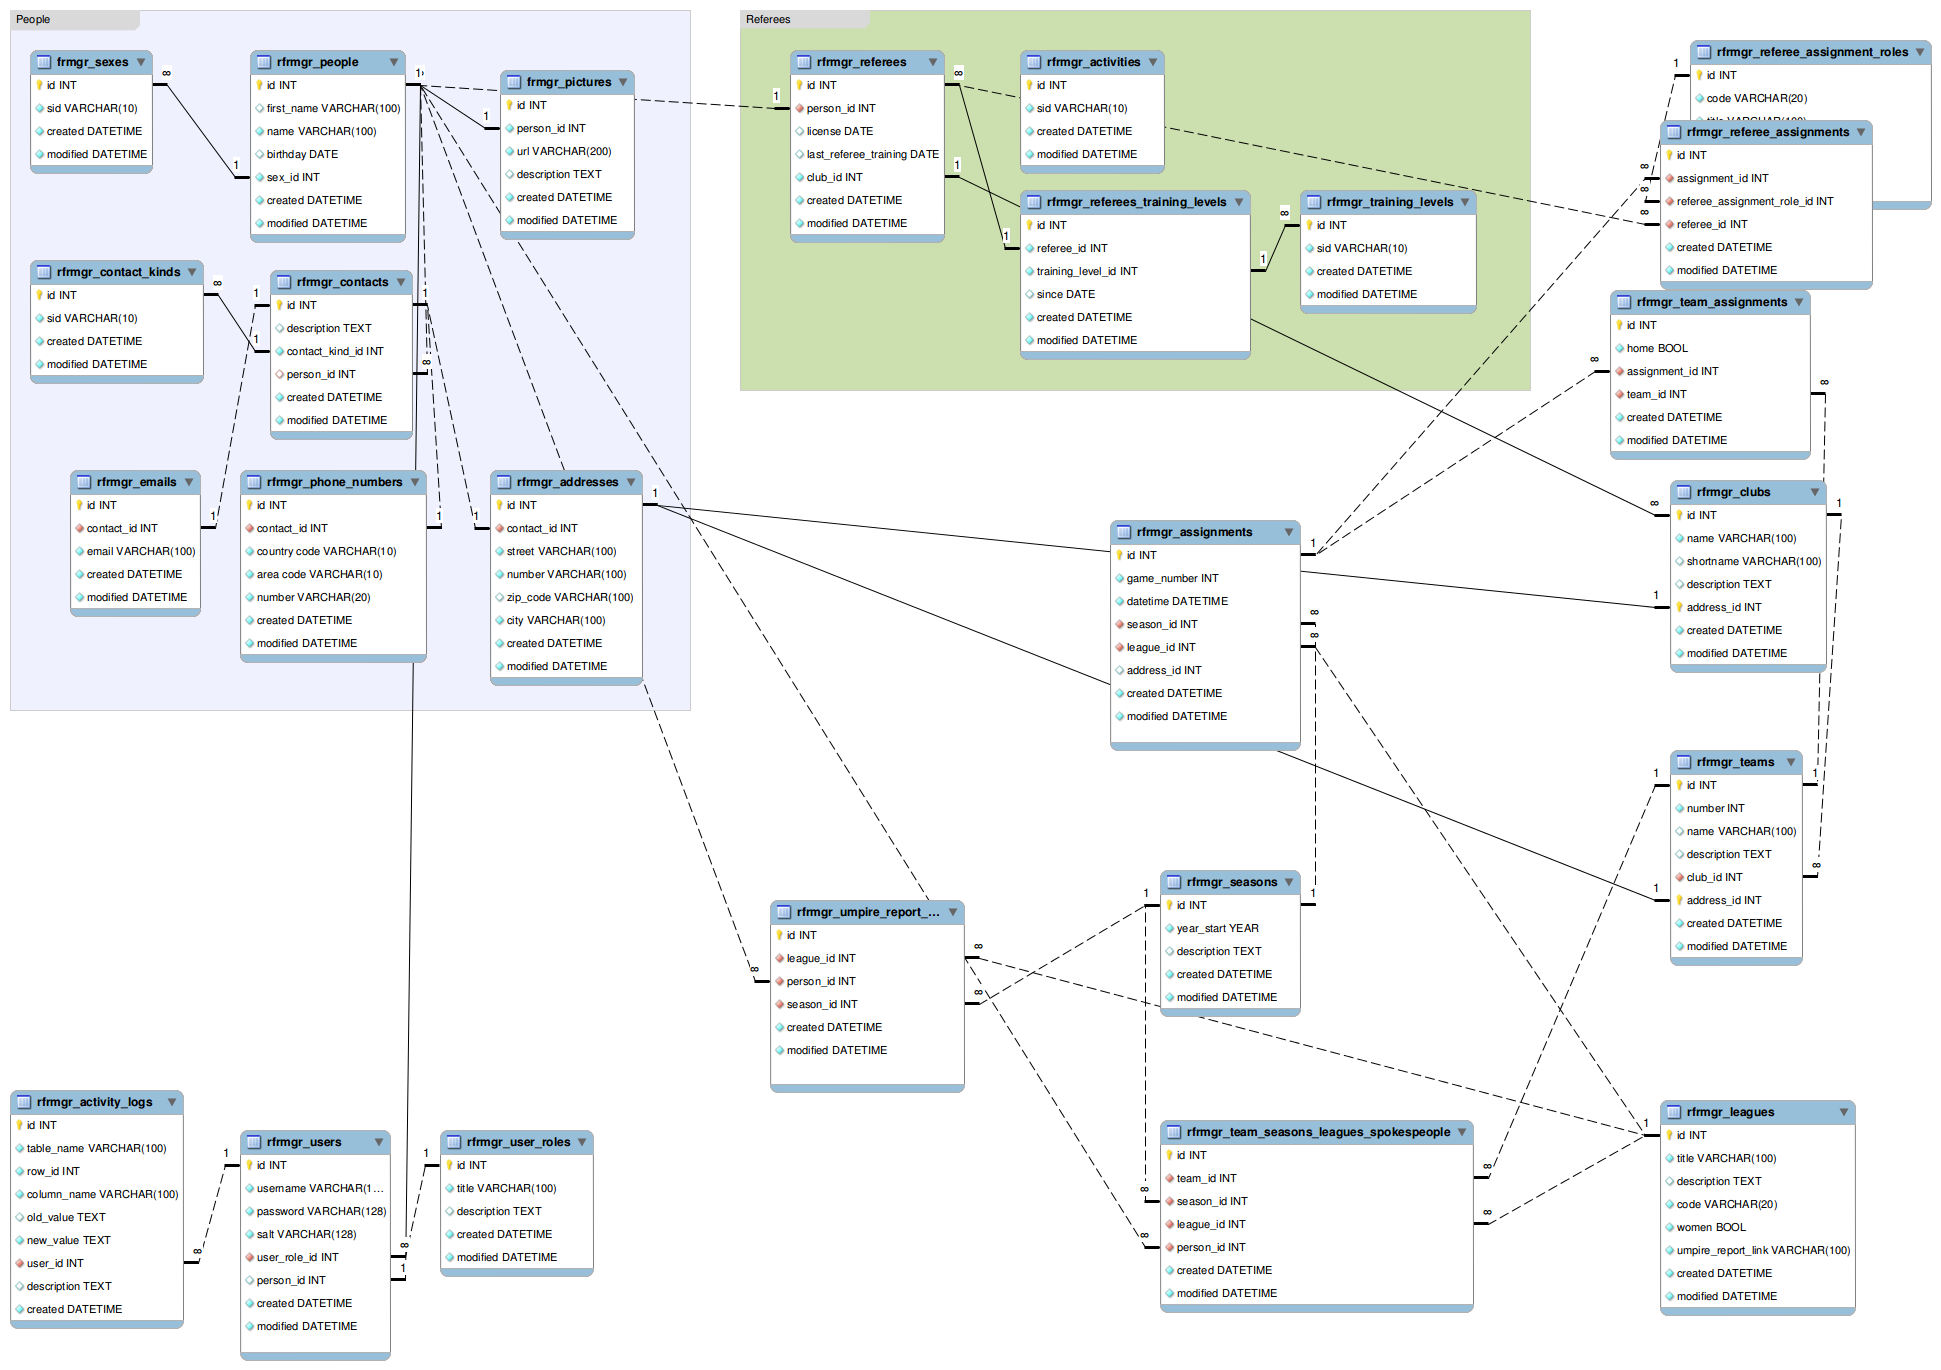 People
frmgr_sexes
id INT
sid VARCHAR(10)
created DATETIME
modified DATETIME
rfrmgr_people
id INT
first_name VARCHAR(100)
name VARCHAR(100)
birthday DATE
sex_id INT
created DATETIME
modified DATETIME
frmgr_pictures
id INT
person_id INT
url VARCHAR(200)
description TEXT
created DATETIME
modified DATETIME
rfrmgr_contact_kinds
id INT
sid VARCHAR(10)
created DATETIME
modified DATETIME
rfrmgr_contacts
id INT
description TEXT
contact_kind_id INT
person_id INT
created DATETIME
modified DATETIME
rfrmgr_emails
id INT
contact_id INT
email VARCHAR(100)
created DATETIME
modified DATETIME
rfrmgr_phone_numbers
id INT
contact_id INT
country code VARCHAR(10)
area code VARCHAR(10)
number VARCHAR(20)
created DATETIME
modified DATETIME
rfrmgr_addresses
id INT
contact_id INT
street VARCHAR(100)
number VARCHAR(100)
zip_code VARCHAR(100)
city VARCHAR(100)
created DATETIME
modified DATETIME
Referees
rfrmgr_referees
id INT
person_id INT
license DATE
last_referee_training DATE
club_id INT
created DATETIME
modified DATETIME
rfrmgr_activities
id INT
sid VARCHAR(10)
created DATETIME
modified DATETIME
rfrmgr_referees_training_levels
id INT
referee_id INT
training_level_id INT
since DATE
created DATETIME
modified DATETIME
rfrmgr_training_levels
id INT
sid VARCHAR(10)
created DATETIME
modified DATETIME
rfrmgr_referee_assignment_roles
id INT
code VARCHAR(20)
rfrmgr_referee_assignments
id INT
assignment_id INT
referee_assignment_role_id INT
referee_id INT
created DATETIME
modified DATETIME
rfrmgr_team_assignments
id INT
home BOOL
assignment_id INT
team_id INT
created DATETIME
modified DATETIME
rfrmgr_clubs
id INT
name VARCHAR(100)
shortname VARCHAR(100)
description TEXT
address_id INT
created DATETIME
modified DATETIME
rfrmgr_assignments
id INT
game_number INT
datetime DATETIME
season_id INT
league_id INT
address_id INT
created DATETIME
modified DATETIME
rfrmgr_teams
id INT
number INT
name VARCHAR(100)
description TEXT
club_id INT
address_id INT
created DATETIME
modified DATETIME
rfrmgr_seasons
id INT
year_start YEAR
description TEXT
created DATETIME
modified DATETIME
rfrmgr_umpire_report_...
id INT
league_id INT
person_id INT
season_id INT
created DATETIME
modified DATETIME
rfrmgr_activity_logs
id INT
table_name VARCHAR(100)
row_id INT
column_name VARCHAR(100)
old_value TEXT
new_value TEXT
user_id INT
description TEXT
created DATETIME
rfrmgr_users
id INT
username VARCHAR(1...
password VARCHAR(128)
salt VARCHAR(128)
user_role_id INT
person_id INT
created DATETIME
modified DATETIME
rfrmgr_user_roles
id INT
title VARCHAR(100)
description TEXT
created DATETIME
modified DATETIME
rfrmgr_team_seasons_leagues_spokespeople
id INT
team_id INT
season_id INT
league_id INT
person_id INT
created DATETIME
modified DATETIME
rfrmgr_leagues
id INT
title VARCHAR(100)
description TEXT
code VARCHAR(20)
women BOOL
umpire_report_link VARCHAR(100)
created DATETIME
modified DATETIME